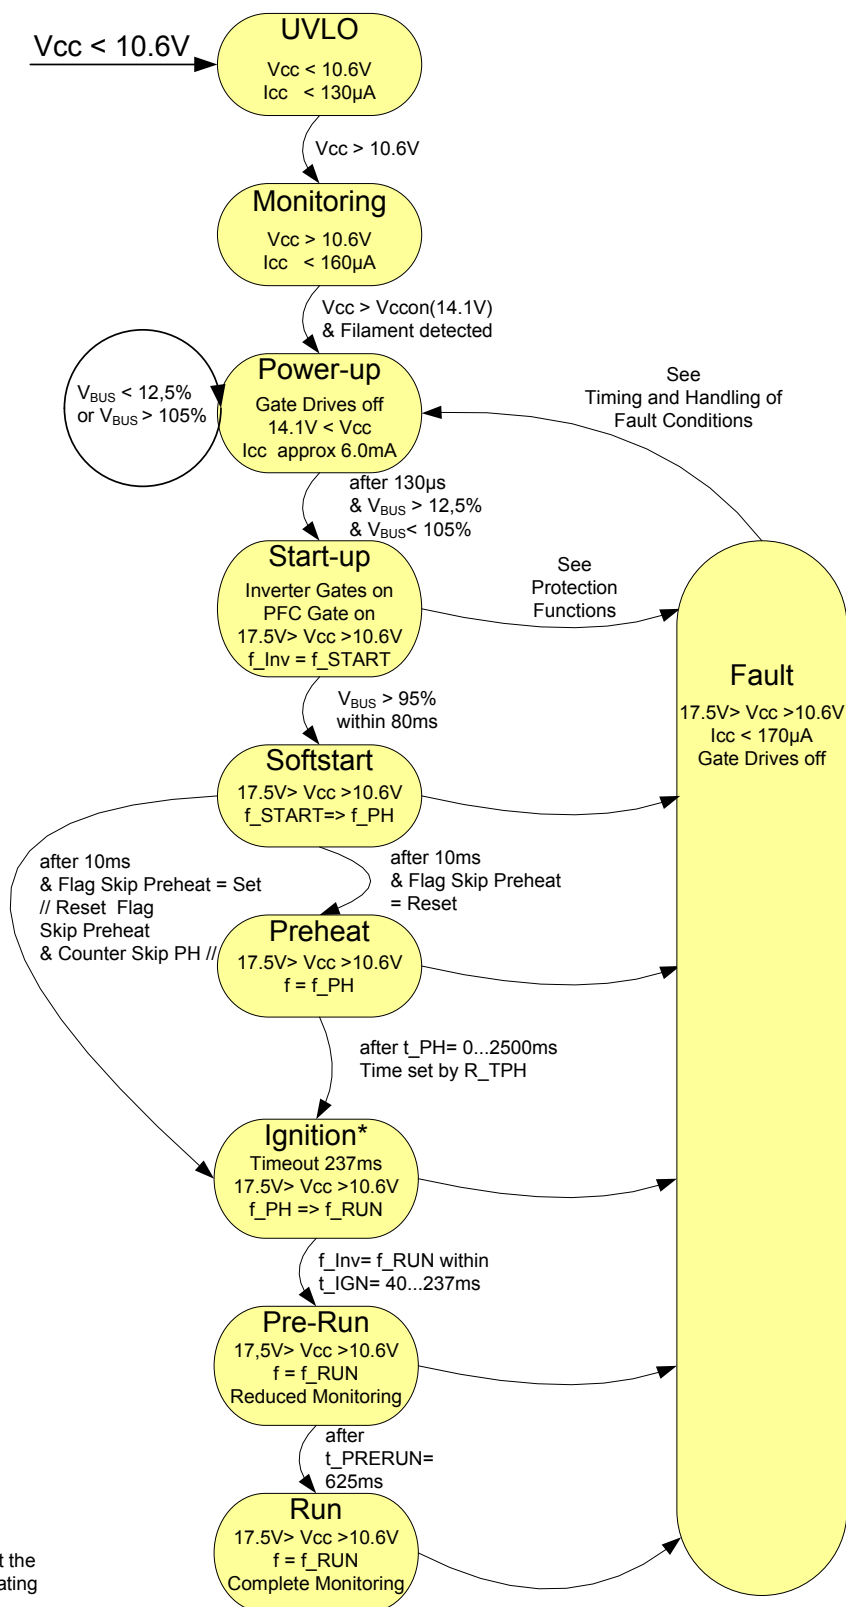 Vcc < 10.6V
UVLO
Vcc < 10.6V
Icc < 130µA
Vcc > 10.6V
Monitoring
Vcc > 10.6V
Icc < 160µA
Vcc > Vccon(14.1V)
& Filament detected
V_BUS < 12,5%
or V_BUS > 105%
Power-up
Gate Drives off
14.1V < Vcc
Icc approx 6.0mA
See
Timing and Handling of
Fault Conditions
after 130µs
& V_BUS > 12,5%
& V_BUS< 105%
Start-up
Inverter Gates on
PFC Gate on
17.5V> Vcc >10.6V
f_Inv = f_START
See
Protection
Functions
Fault
17.5V> Vcc >10.6V
Icc < 170µA
Gate Drives off
V_BUS > 95%
within 80ms
Softstart
17.5V> Vcc >10.6V
f_START=> f_PH
after 10ms
& Flag Skip Preheat = Set
// Reset Flag
Skip Preheat
& Counter Skip PH //
after 10ms
& Flag Skip Preheat
= Reset
Preheat
17.5V> Vcc >10.6V
f = f_PH
after t_PH= 0...2500ms
Time set by R_TPH
Ignition*
Timeout 237ms
17.5V> Vcc >10.6V
f_PH => f_RUN
f_Inv= f_RUN within
t_IGN= 40...237ms
Pre-Run
17,5V> Vcc >10.6V
f = f_RUN
Reduced Monitoring
after
t_PRERUN=
625ms
Run
17.5V> Vcc >10.6V
f = f_RUN
Complete Monitoring
the